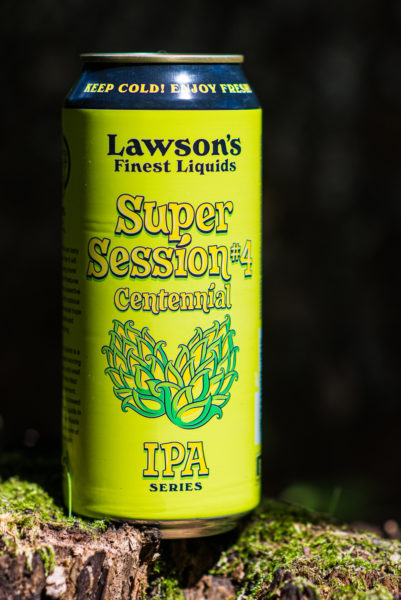 KEEP COLD! ENJOY FRESH
Lawson's
Finest Liquids
Super
Session #4
Centennial
IPA
SERIES